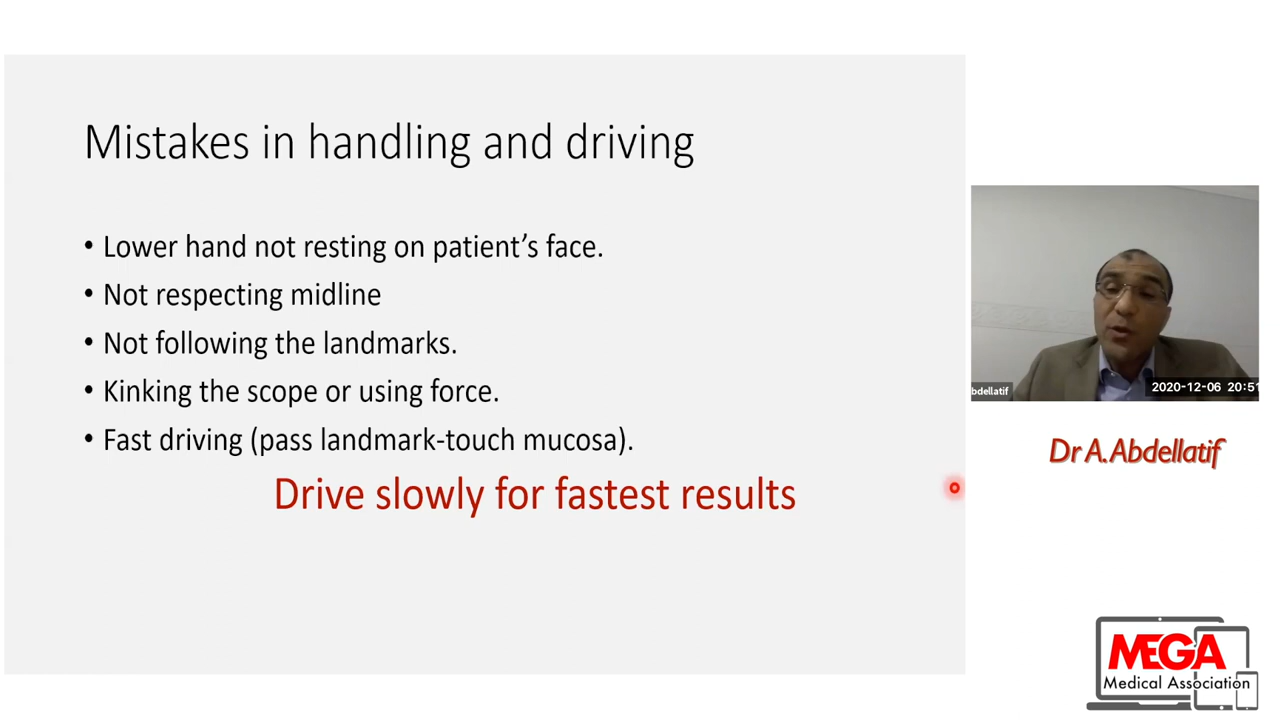 Mistakes in handling and driving
• Lower hand not resting on patient’s face.
• Not respecting midline
• Not following the landmarks.
• Kinking the scope or using force.
• Fast driving (pass landmark-touch mucosa).
Drive slowly for fastest results
bdellatif
2020-12-06 20:51
Dr A.Abdellatif
MEGA
Medical Association